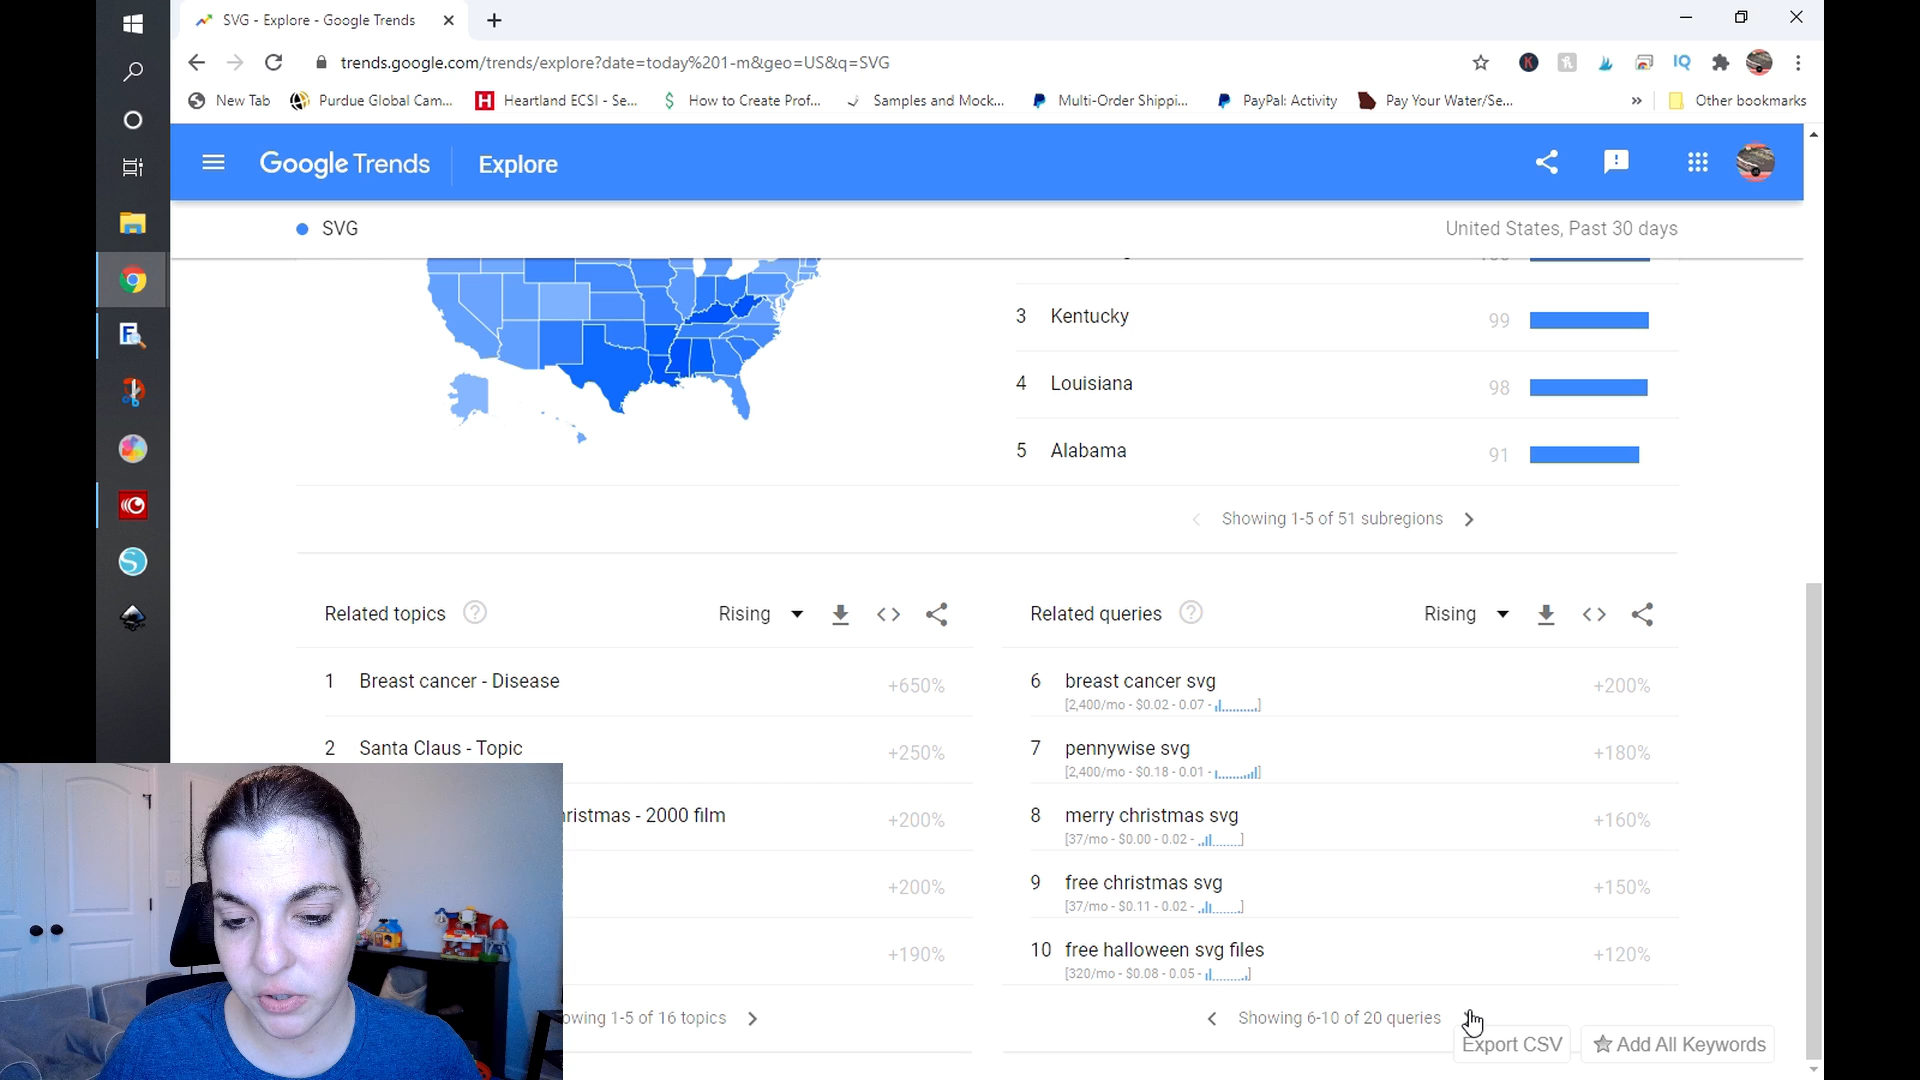 SVG - Explore - Google Trends
trends.google.com/trends/explore?date=today%201-m&geo=US&q=SVG
New Tab
Purdue Global Cam...
Heartland ECSI - Se...
How to Create Prof...
Samples and Mock...
Multi-Order Shippi...
PayPal: Activity
Pay Your Water/Se...
Other bookmarks
Google Trends
Explore
SVG
United States, Past 30 days
3 Kentucky 99
4 Louisiana 98
5 Alabama 91
Showing 1-5 of 51 subregions
Related topics
Rising
1 Breast cancer - Disease +650%
2 Santa Claus - Topic +250%
ristmas - 2000 film +200%
+200%
+190%
owing 1-5 of 16 topics
Related queries
Rising
6 breast cancer svg +200%
[2,400/mo - $0.02 - 0.07 - ]
7 pennywise svg +180%
[2,400/mo - $0.18 - 0.01 - ]
8 merry christmas svg +160%
[37/mo - $0.00 - 0.02 - ]
9 free christmas svg +150%
[37/mo - $0.11 - 0.02 - ]
10 free halloween svg files +120%
[320/mo - $0.08 - 0.05 - ]
Showing 6-10 of 20 queries
Export CSV
Add All Keywords